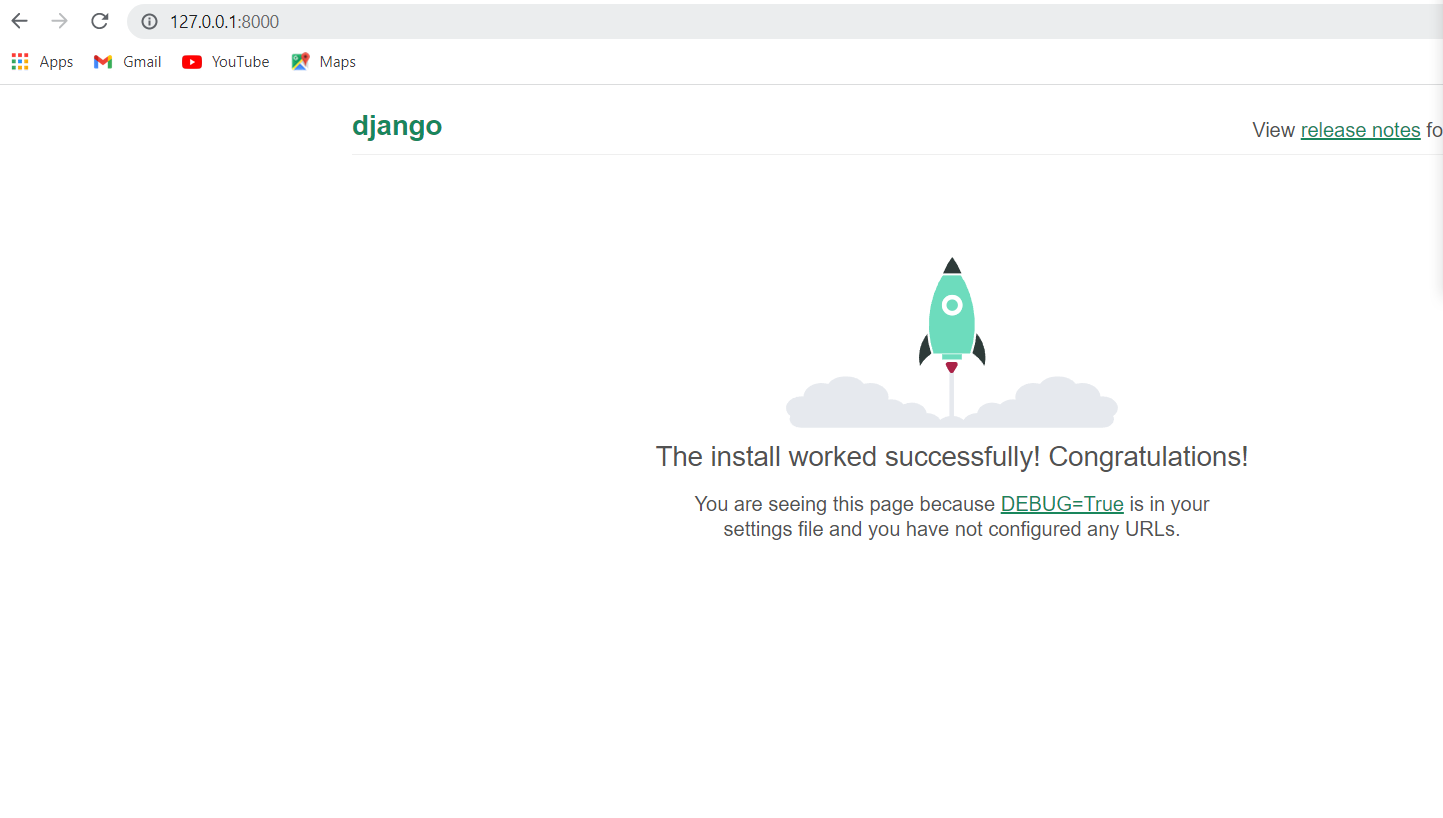 127.0.0.1:8000
Apps Gmail YouTube Maps
django
View release notes fo
The install worked successfully! Congratulations!
You are seeing this page because DEBUG=True is in your
settings file and you have not configured any URLs.